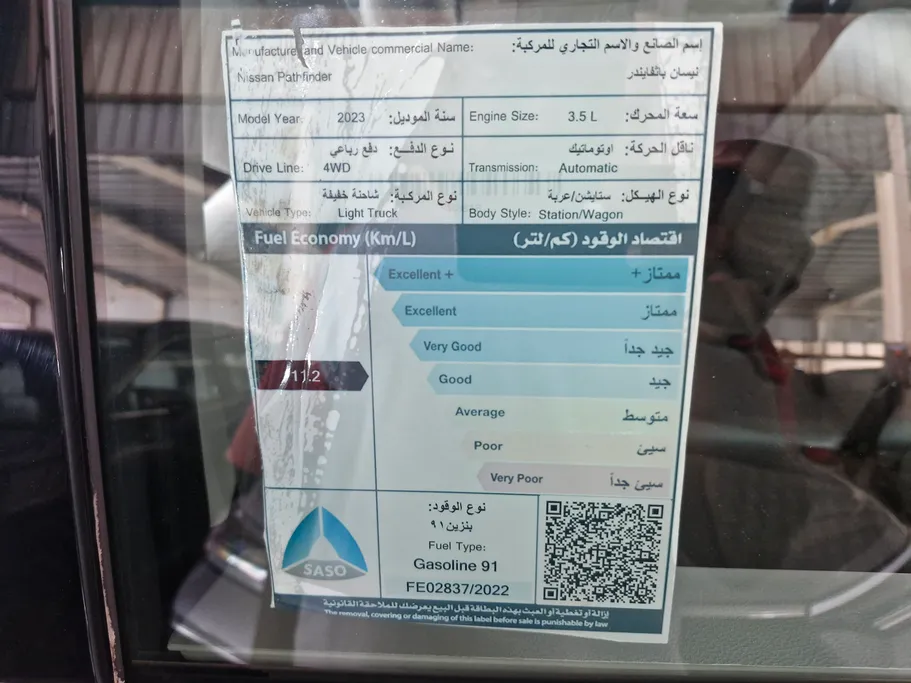 Manufacture and Vehicle commercial Name: إسم الصانع والاسم التجاري للمركبة:
Nissan Pathfinder نيسان باثفايندر
Model Year: 2023 سنة الموديل:
Engine Size: 3.5 L سعة المحرك:
نوع الدفع: دفع رباعي
Drive Line: 4WD
ناقل الحركة: اوتوماتيك
Transmission: Automatic
نوع المركبة: شاحنة خفيفة
Vehicle Type: Light Truck
نوع الهيكل: ستايشن/عربة
Body Style: Station/Wagon
Fuel Economy (Km/L) اقتصاد الوقود (كم/لتر)
Excellent + ممتاز+
Excellent ممتاز
Very Good جيد جداً
11.2
Good جيد
Average متوسط
Poor سيئ
Very Poor سيئ جداً
SASO
نوع الوقود:
بنزين ٩١
Fuel Type:
Gasoline 91
FE02837/2022
إزالة أو تغطية أو العبث بهذه البطاقة قبل البيع يعرضك للملاحقة القانونية
The removal, covering or damaging of this label before sale is punishable by law